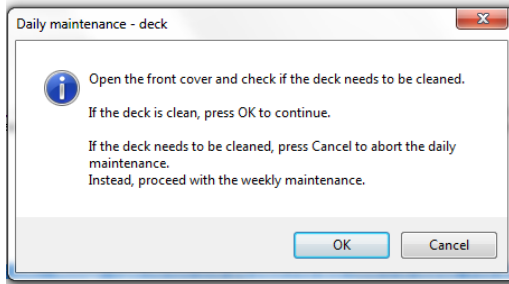 Daily maintenance - deck
Open the front cover and check if the deck needs to be cleaned.
If the deck is clean, press OK to continue.
If the deck needs to be cleaned, press Cancel to abort the daily
maintenance.
Instead, proceed with the weekly maintenance.
OK
Cancel